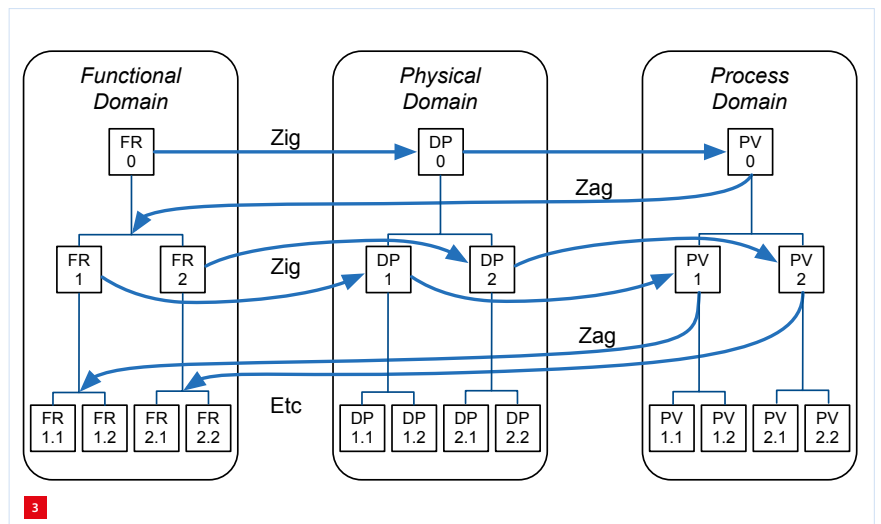 Functional
Domain
Physical
Domain
Process
Domain
FR
0
Zig
DP
0
PV
0
Zag
FR
1
FR
2
Zig
DP
1
DP
2
PV
1
PV
2
Zag
Etc
FR
1.1
FR
1.2
FR
2.1
FR
2.2
DP
1.1
DP
1.2
DP
2.1
DP
2.2
PV
1.1
PV
1.2
PV
2.1
PV
2.2
3